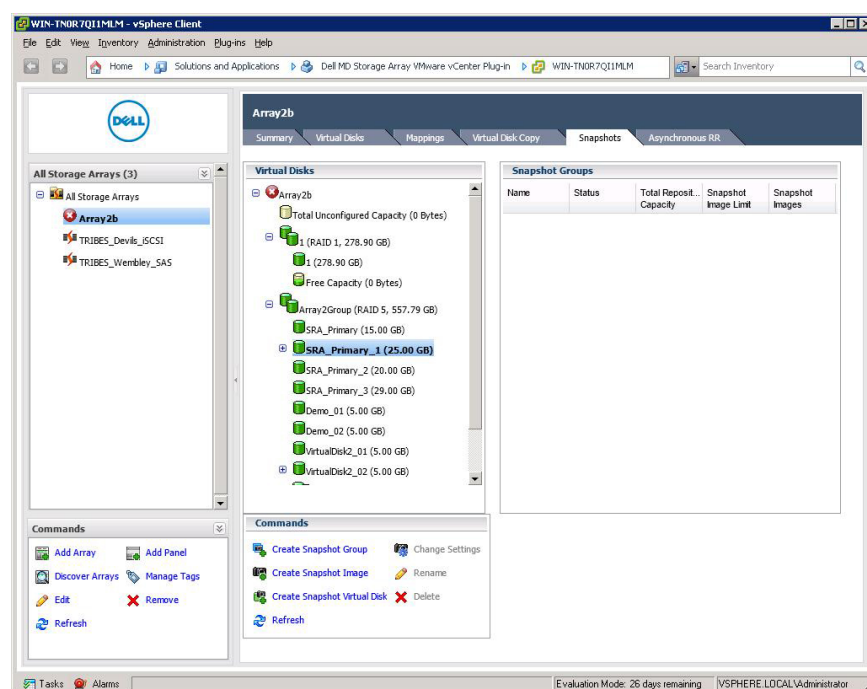 WIN-TN0R7QI1MLM - vSphere Client
File Edit View Inventory Administration Plug-ins Help
Home Solutions and Applications Dell MD Storage Array VMware vCenter Plug-in WIN-TN0R7QI1MLM Search Inventory
DELL
Array2b
Summary Virtual Disks Mappings Virtual Disk Copy Snapshots Asynchronous RR
All Storage Arrays (3)
All Storage Arrays
Array2b
TRIBES_Devils_iSCSI
TRIBES_Wembley_SAS
Virtual Disks
Array2b
Total Unconfigured Capacity (0 Bytes)
1 (RAID 1, 278.90 GB)
1 (278.90 GB)
Free Capacity (0 Bytes)
Array2Group (RAID 5, 557.79 GB)
SRA_Primary (15.00 GB)
SRA_Primary_1 (25.00 GB)
SRA_Primary_2 (20.00 GB)
SRA_Primary_3 (29.00 GB)
Demo_01 (5.00 GB)
Demo_02 (5.00 GB)
VirtualDisk2_01 (5.00 GB)
VirtualDisk2_02 (5.00 GB)
Snapshot Groups
Name Status Total Reposit... Snapshot Snapshot
Capacity Image Limit Images
Commands
Add Array Add Panel
Discover Arrays Manage Tags
Edit Remove
Refresh
Commands
Create Snapshot Group Change Settings
Create Snapshot Image Rename
Create Snapshot Virtual Disk Delete
Refresh
Tasks Alarms Evaluation Mode: 26 days remaining VSPHERE.LOCAL\Administrator